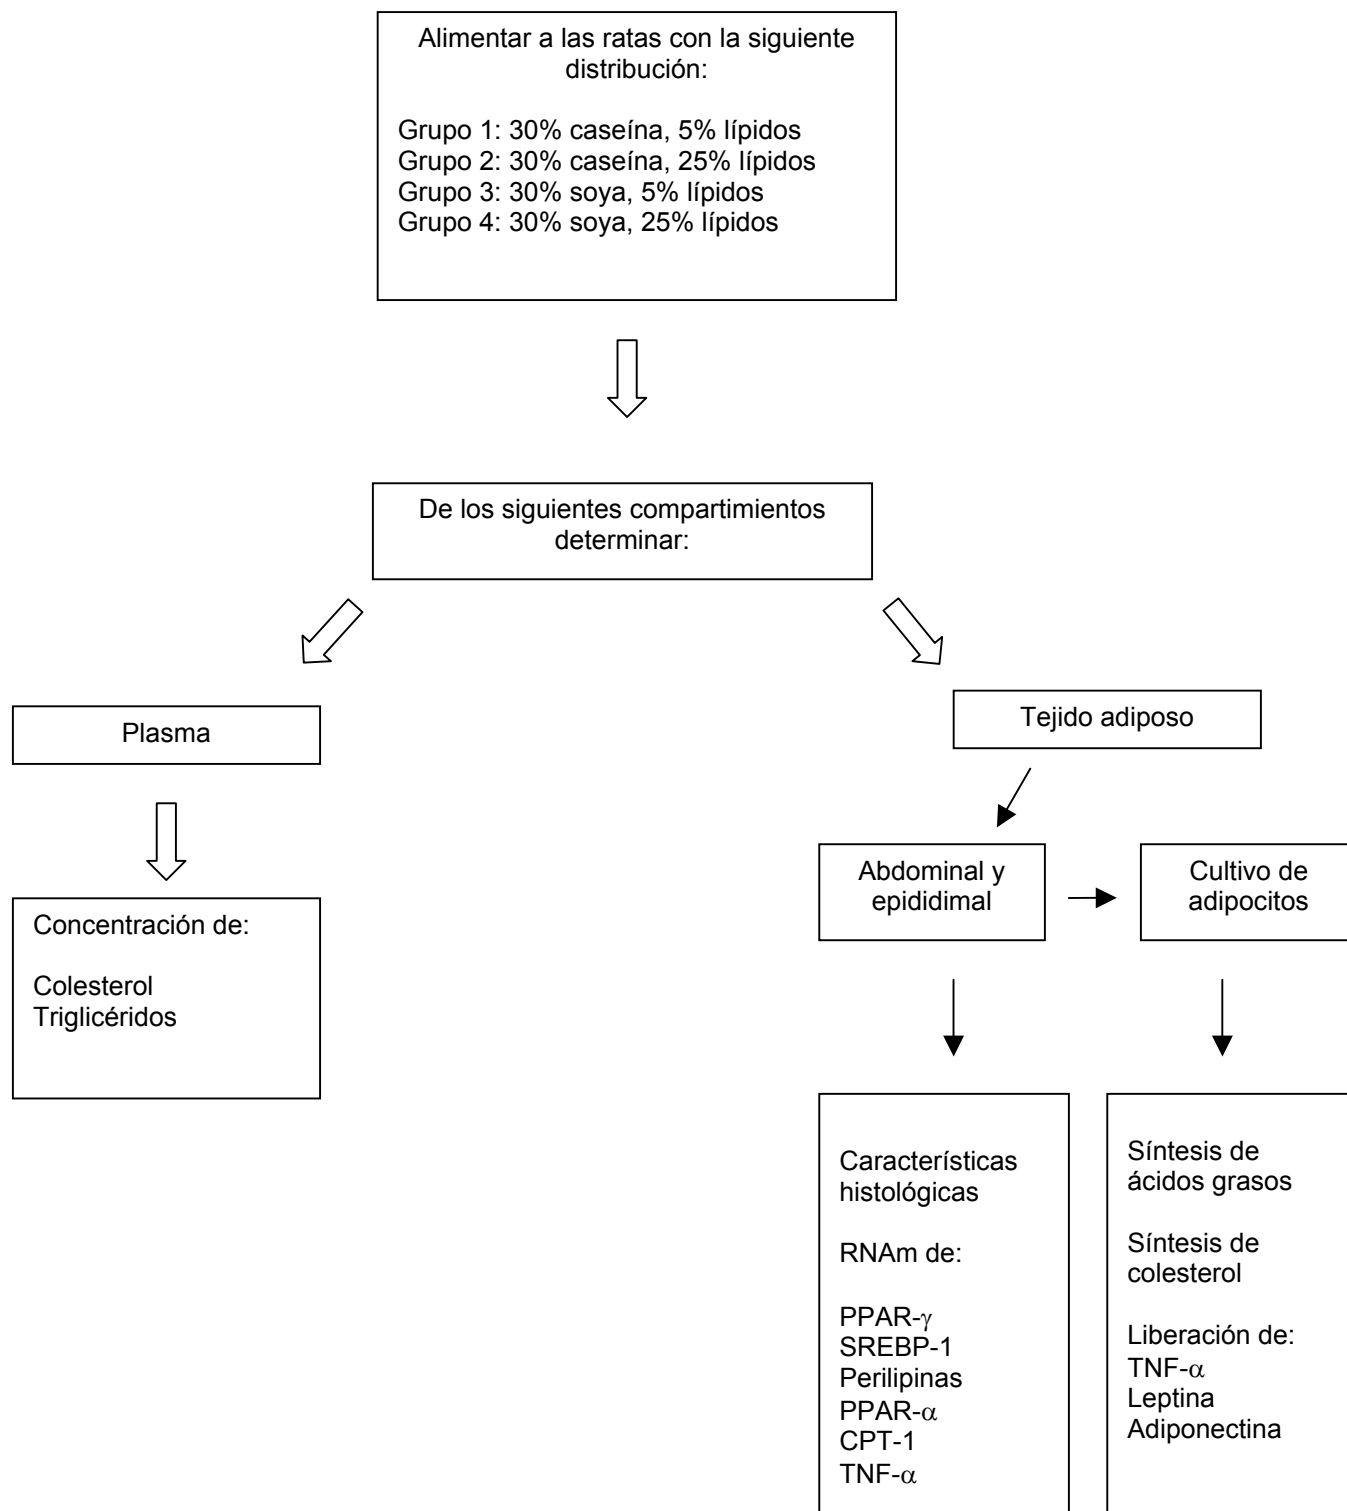 Alimentar a las ratas con la siguiente
distribución:
Grupo 1: 30% caseína, 5% lípidos
Grupo 2: 30% caseína, 25% lípidos
Grupo 3: 30% soya, 5% lípidos
Grupo 4: 30% soya, 25% lípidos
De los siguientes compartimientos
determinar:
Plasma
Concentración de:
Colesterol
Triglicéridos
Tejido adiposo
Abdominal y
epididimal
Cultivo de
adipocitos
Características
histológicas
RNAm de:
PPAR-γ
SREBP-1
Perilipinas
PPAR-α
CPT-1
TNF-α
Síntesis de
ácidos grasos
Síntesis de
colesterol
Liberación de:
TNF-α
Leptina
Adiponectina